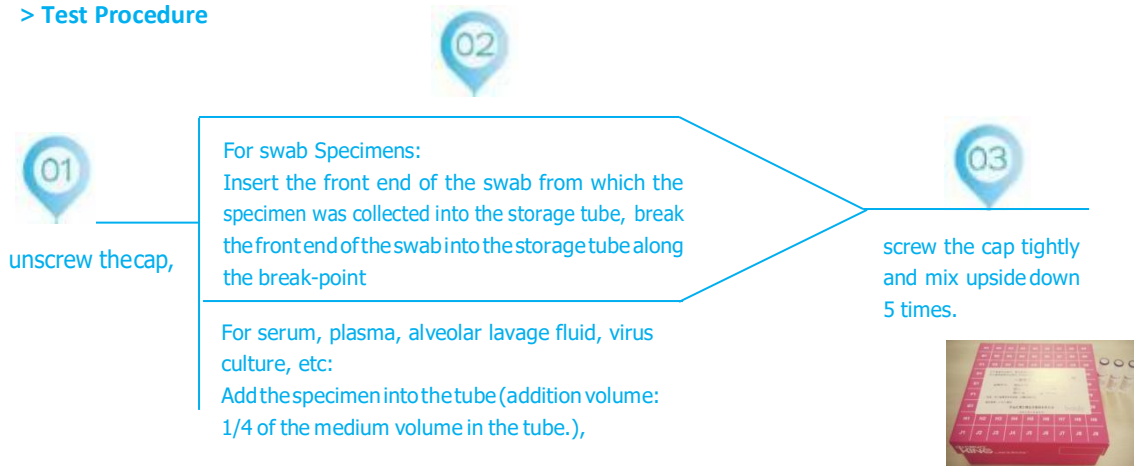 > Test Procedure
02
01
For swab Specimens:
Insert the front end of the swab from which the
specimen was collected into the storage tube, break
the front end of the swab into the storage tube along
the break-point
03
unscrew thecap,
screw the cap tightly
and mix upside down
5 times.
For serum, plasma, alveolar lavage fluid, virus
culture, etc:
Add the specimen into the tube (addition volume:
1/4 of the medium volume in the tube.),